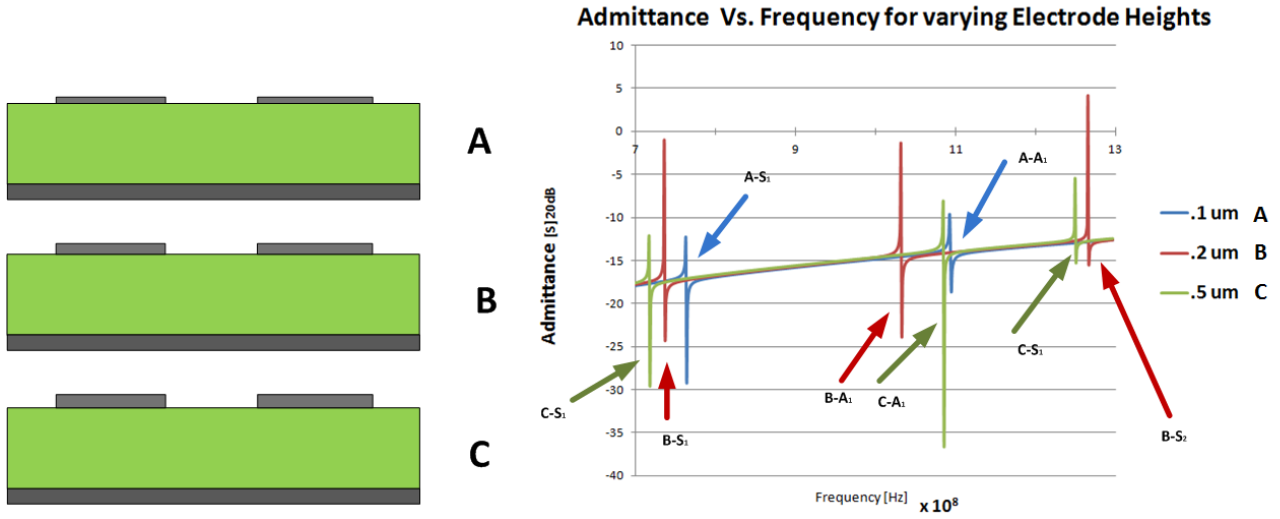 Admittance Vs. Frequency for varying Electrode Heights
A
B
C
Admittance [S]20dB
10
5
0
-5
-10
-15
-20
-25
-30
-35
-40
7
9
11
13
A-S₁
A-A₁
C-S₁
B-S₁
B-A₁
C-A₁
C-S₁
B-S₂
.1 um A
.2 um B
.5 um C
Frequency [Hz] x 10⁸